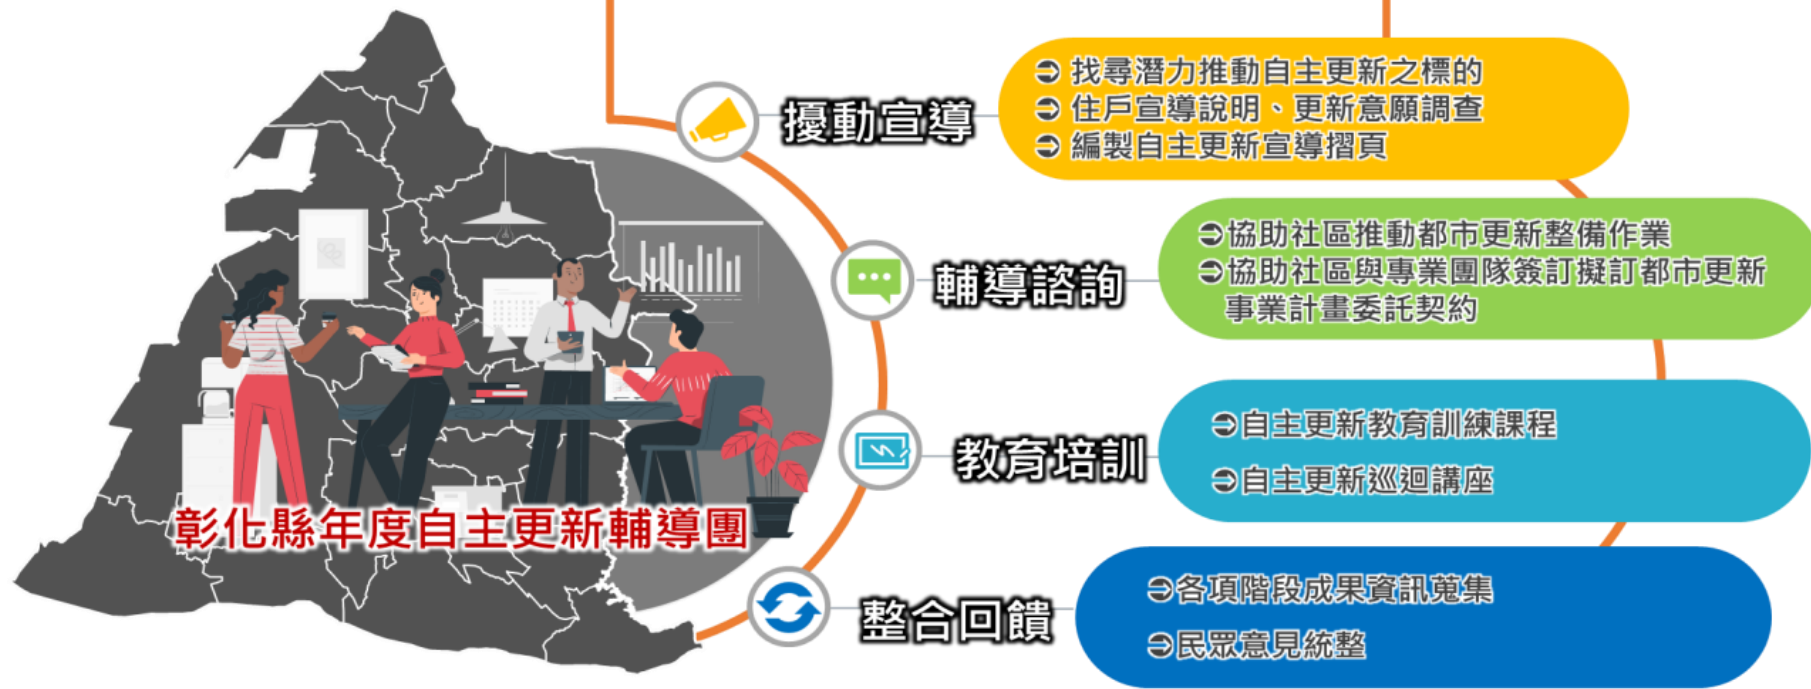 擾動宣導
➲ 找尋潛力推動自主更新之標的
➲ 住戶宣導說明、更新意願調查
➲ 編製自主更新宣導摺頁
輔導諮詢
➲協助社區推動都市更新整備作業
➲協助社區與專業團隊簽訂擬訂都市更新
事業計畫委託契約
教育培訓
➲自主更新教育訓練課程
➲自主更新巡迴講座
彰化縣年度自主更新輔導團
整合回饋
➲各項階段成果資訊蒐集
➲民眾意見統整